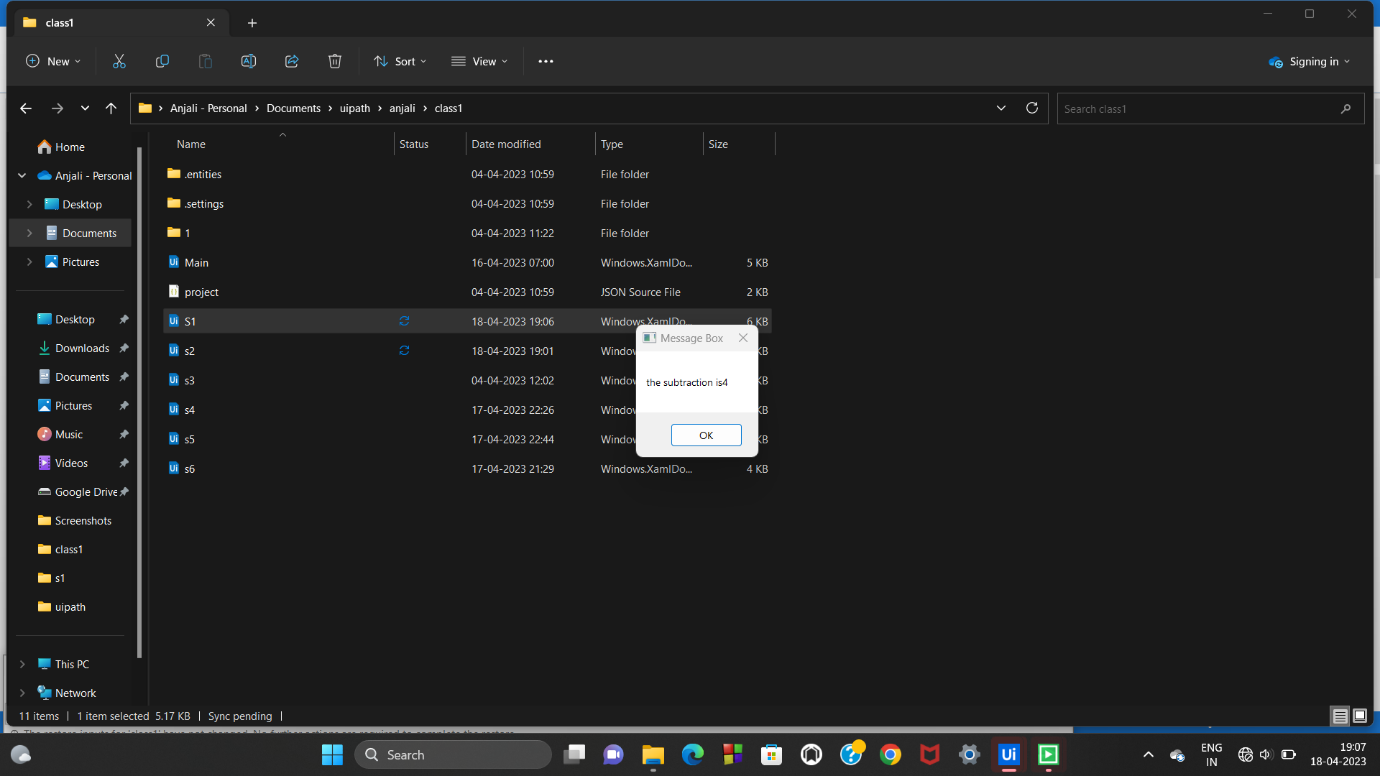 class1
New
Sort
View
Signing in
Anjali - Personal > Documents > uipath > anjali > class1
Search class1
Name Status Date modified Type Size
.entities 04-04-2023 10:59 File folder
.settings 04-04-2023 10:59 File folder
1 04-04-2023 11:22 File folder
Main 16-04-2023 07:00 Windows.XamlDo... 5 KB
project 04-04-2023 10:59 JSON Source File 2 KB
S1 18-04-2023 19:06 Windows.XamlDo... 6 KB
s2 18-04-2023 19:01 KB
s3 04-04-2023 12:02 KB
s4 17-04-2023 22:26 KB
s5 17-04-2023 22:44 KB
s6 17-04-2023 21:29 Windows.XamlDo... 4 KB
Home
Anjali - Personal
Desktop
Documents
Pictures
Desktop
Downloads
Documents
Pictures
Music
Videos
Google Drive
Screenshots
class1
s1
uipath
This PC
Network
Message Box
the subtraction is4
OK
11 items | 1 item selected 5.17 KB | Sync pending |
Search
Ui
ENG
IN
19:07
18-04-2023